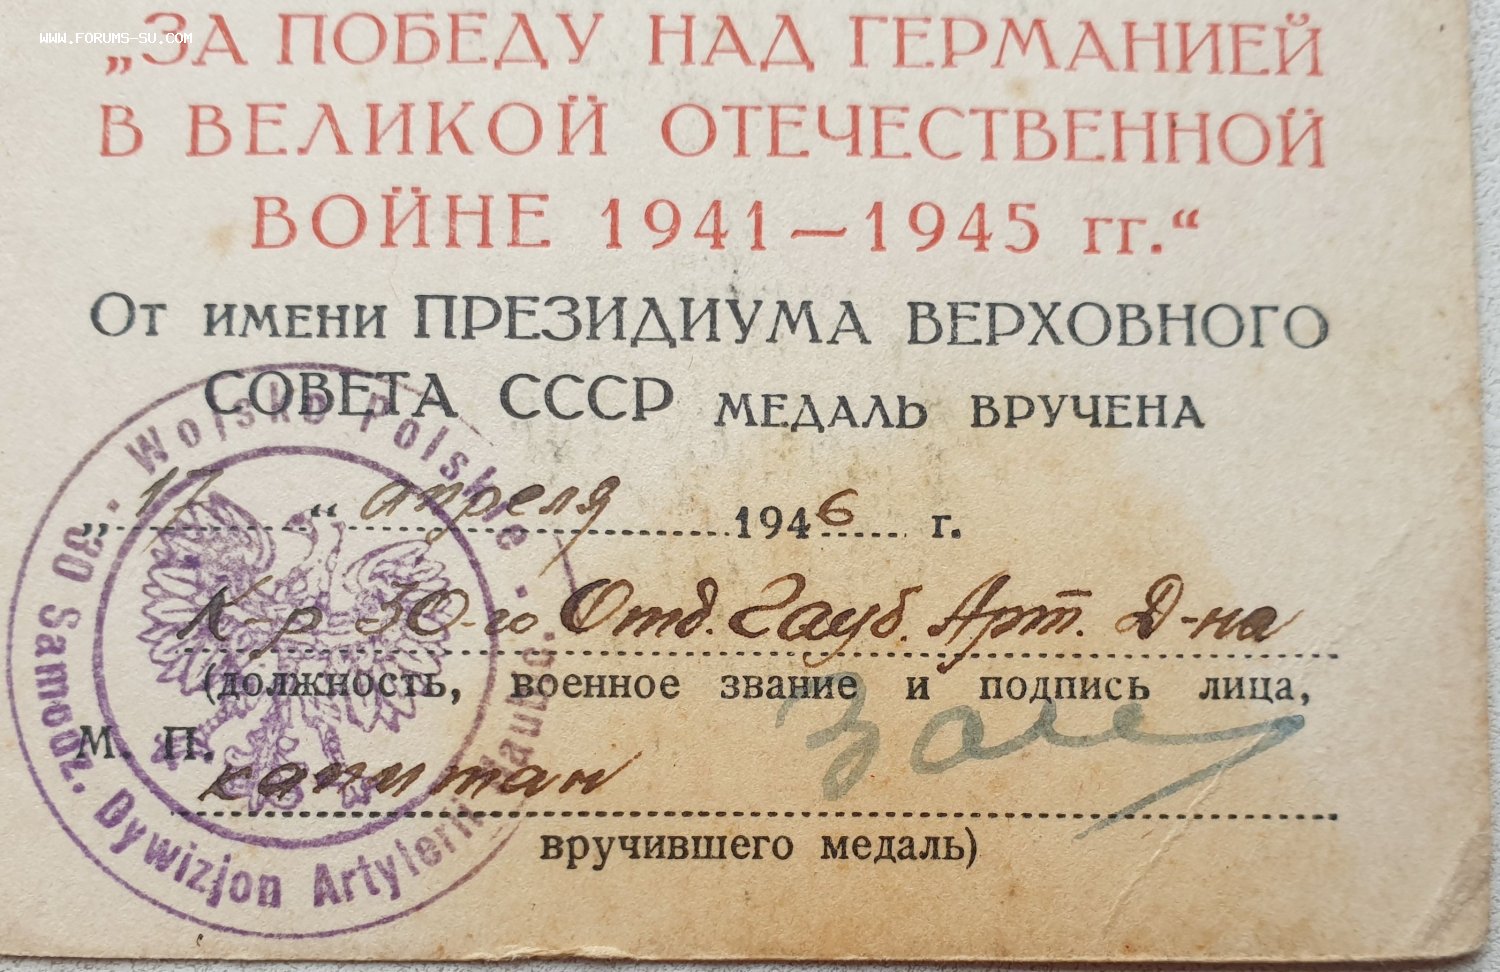 www.forums-su.com
„ЗА ПОБЕДУ НАД ГЕРМАНИЕЙ
В ВЕЛИКОЙ ОТЕЧЕСТВЕННОЙ
ВОЙНЕ 1941—1945 гг.“
От имени ПРЕЗИДИУМА ВЕРХОВНОГО
СОВЕТА СССР МЕДАЛЬ ВРУЧЕНА
„17“ апреля 1946 г.
К-р 30-го Отд. Гауб. Арт. Д-на
(должность, военное звание и подпись лица,
М. П.
капитан
вручившего медаль)
Wojsko Polskie
30 Samodz. Dywizjon Artylerii Haubic.